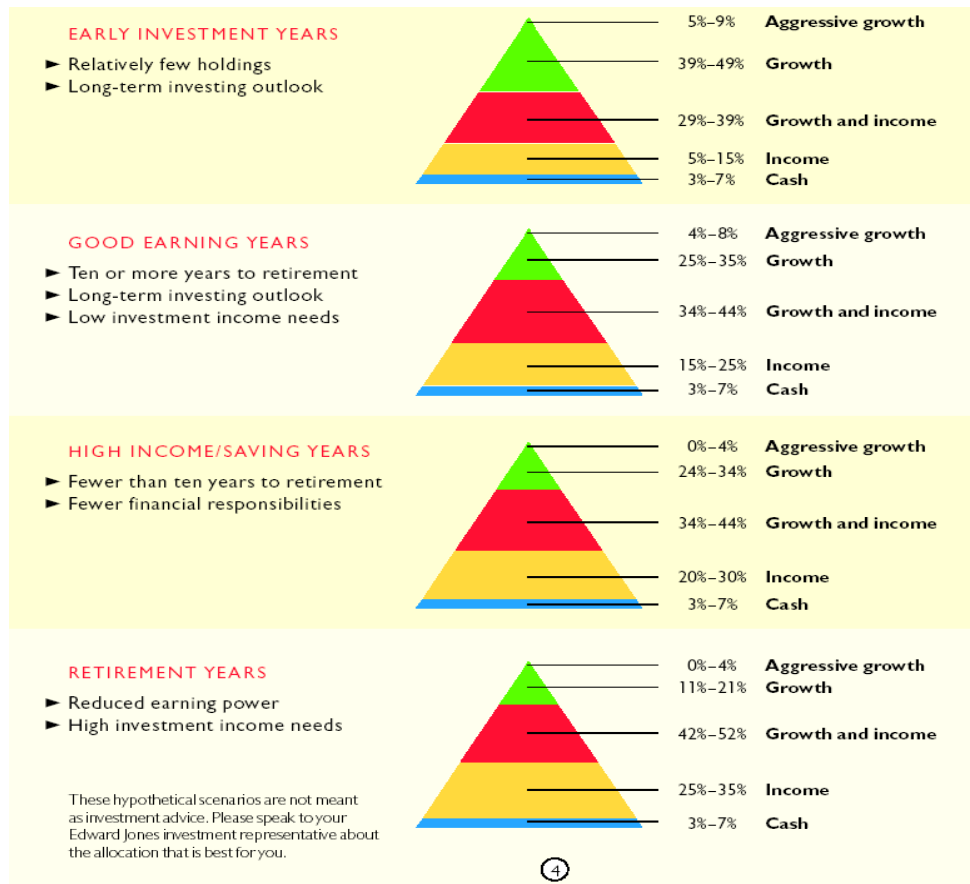 EARLY INVESTMENT YEARS
► Relatively few holdings
► Long-term investing outlook
5%–9% Aggressive growth
39%–49% Growth
29%–39% Growth and income
5%–15% Income
3%–7% Cash
GOOD EARNING YEARS
► Ten or more years to retirement
► Long-term investing outlook
► Low investment income needs
4%–8% Aggressive growth
25%–35% Growth
34%–44% Growth and income
15%–25% Income
3%–7% Cash
HIGH INCOME/SAVING YEARS
► Fewer than ten years to retirement
► Fewer financial responsibilities
0%–4% Aggressive growth
24%–34% Growth
34%–44% Growth and income
20%–30% Income
3%–7% Cash
RETIREMENT YEARS
► Reduced earning power
► High investment income needs
0%–4% Aggressive growth
11%–21% Growth
42%–52% Growth and income
25%–35% Income
3%–7% Cash
These hypothetical scenarios are not meant
as investment advice. Please speak to your
Edward Jones investment representative about
the allocation that is best for you.
4